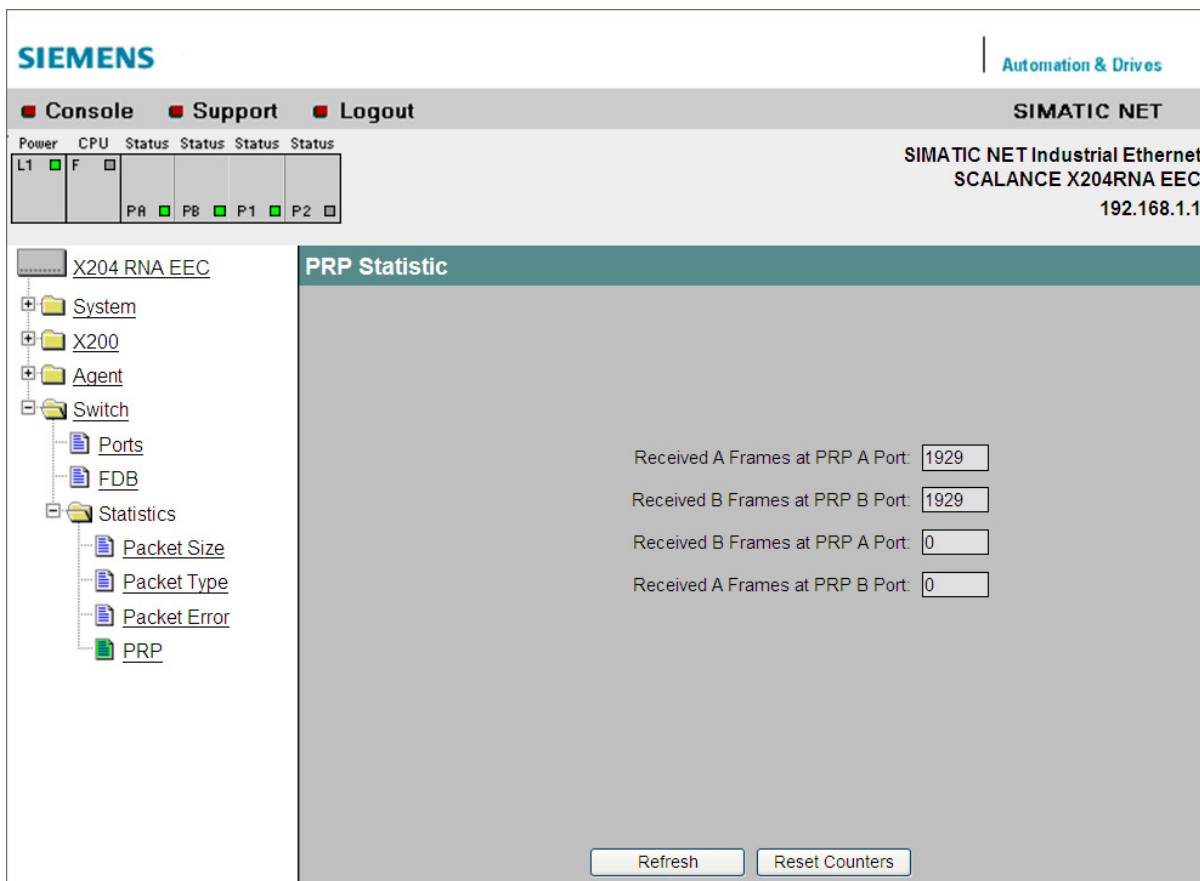 SIEMENS
Automation & Drives
Console Support Logout SIMATIC NET
Power CPU Status Status Status Status
L1 F
PA PB P1 P2
SIMATIC NET Industrial Ethernet
SCALANCE X204RNA EEC
192.168.1.1
X204 RNA EEC
System
X200
Agent
Switch
Ports
FDB
Statistics
Packet Size
Packet Type
Packet Error
PRP
PRP Statistic
Received A Frames at PRP A Port: 1929
Received B Frames at PRP B Port: 1929
Received B Frames at PRP A Port: 0
Received A Frames at PRP B Port: 0
Refresh Reset Counters